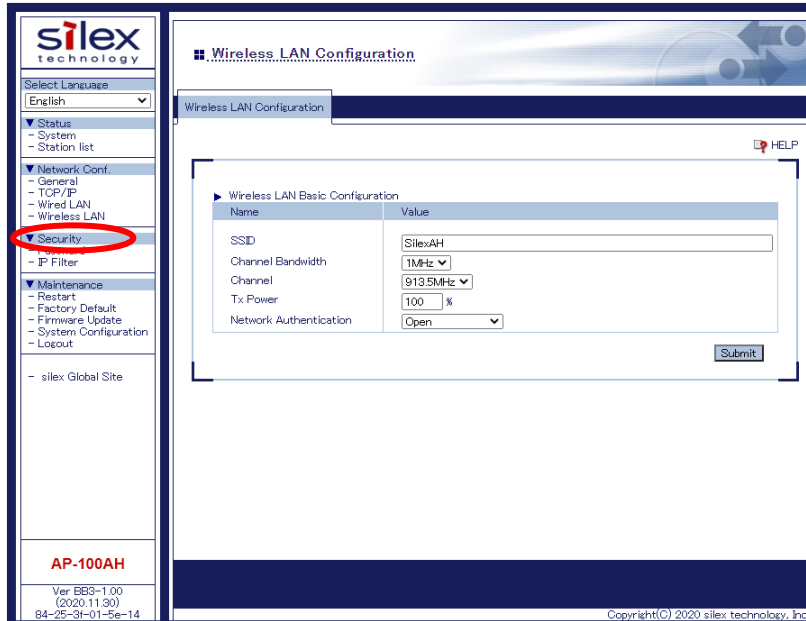 silex
technology
Select Language
English
▼ Status
- System
- Station list
▼ Network Conf.
- General
- TCP/IP
- Wired LAN
- Wireless LAN
▼ Security
- Password
- IP Filter
▼ Maintenance
- Restart
- Factory Default
- Firmware Update
- System Configuration
- Logout
- silex Global Site
AP-100AH
Ver BB3-1.00
(2020.11.30)
84-25-3f-01-5e-14
Wireless LAN Configuration
Wireless LAN Configuration
HELP
Wireless LAN Basic Configuration
Name Value
SSID SilexAH
Channel Bandwidth 1MHz
Channel 913.5MHz
Tx Power 100 %
Network Authentication Open
Submit
Copyright(C) 2020 silex technology, Inc